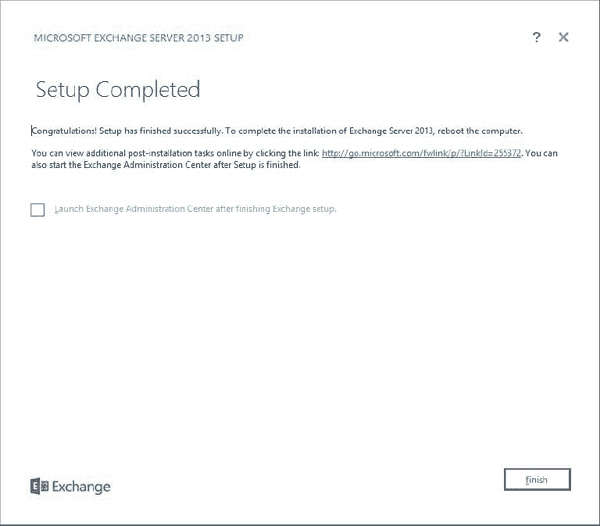 MICROSOFT EXCHANGE SERVER 2013 SETUP
?
Setup Completed
Congratulations! Setup has finished successfully. To complete the installation of Exchange Server 2013, reboot the computer.
You can view additional post-installation tasks online by clicking the link: http://go.microsoft.com/fwlink/p/?LinkId=255372. You can
also start the Exchange Administration Center after Setup is finished.
Launch Exchange Administration Center after finishing Exchange setup.
Exchange
finish